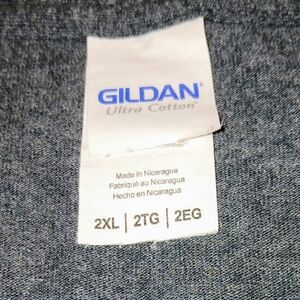 GILDAN®
Ultra Cotton®
Made in Nicaragua
Fabriqué au Nicaragua
Hecho en Nicaragua
2XL | 2TG | 2EG